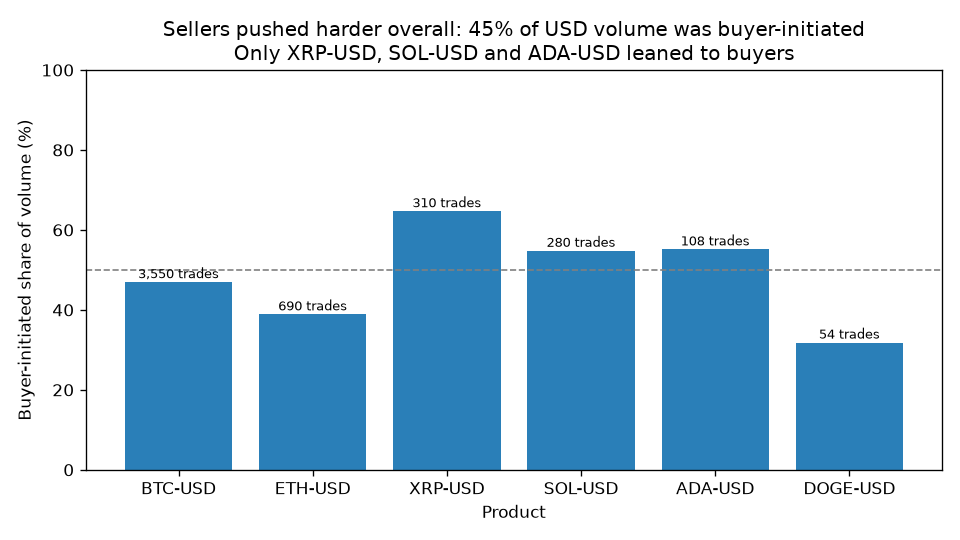 Sellers pushed harder overall: 45% of USD volume was buyer-initiated
Only XRP-USD, SOL-USD and ADA-USD leaned to buyers
Buyer-initiated share of volume (%)
100
80
60
40
20
0
3,550 trades
690 trades
310 trades
280 trades
108 trades
54 trades
BTC-USD
ETH-USD
XRP-USD
SOL-USD
ADA-USD
DOGE-USD
Product